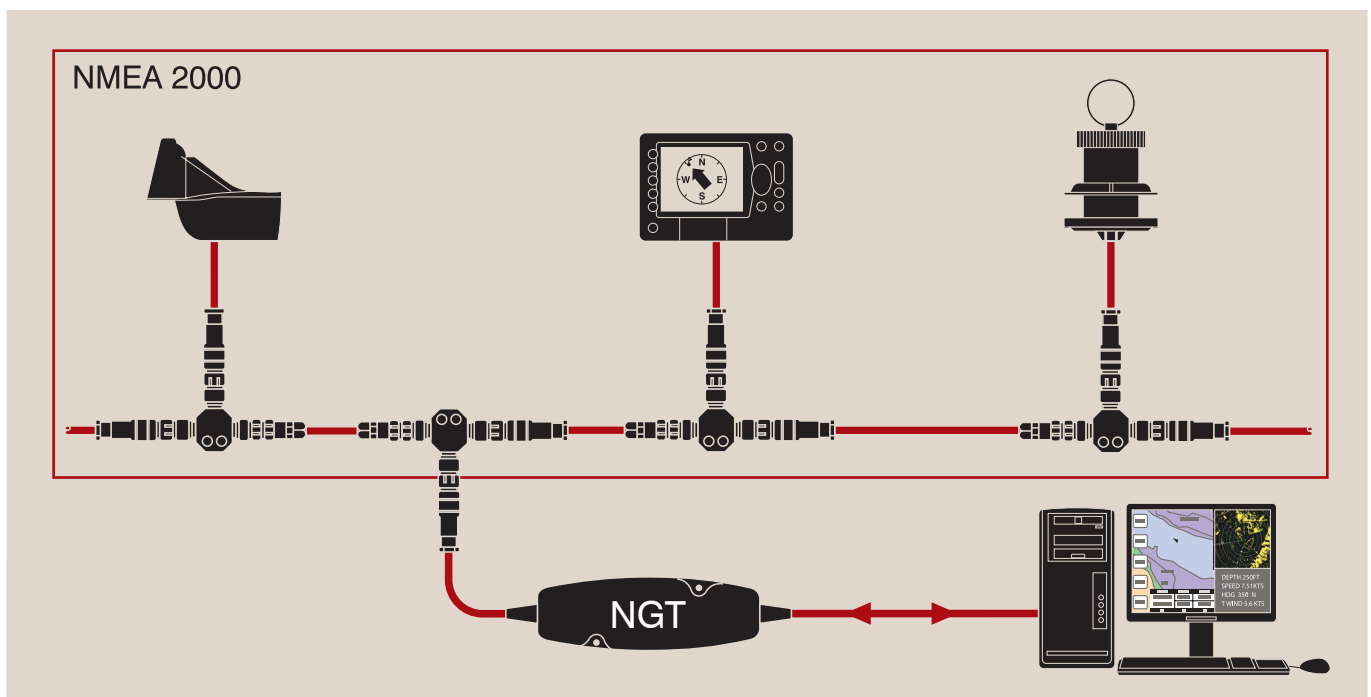 NMEA 2000
N
W E
S
DEPTH 250FT
SPEED 7.51KTS
HDG 350 N
T WIND 5.6 KTS
NGT